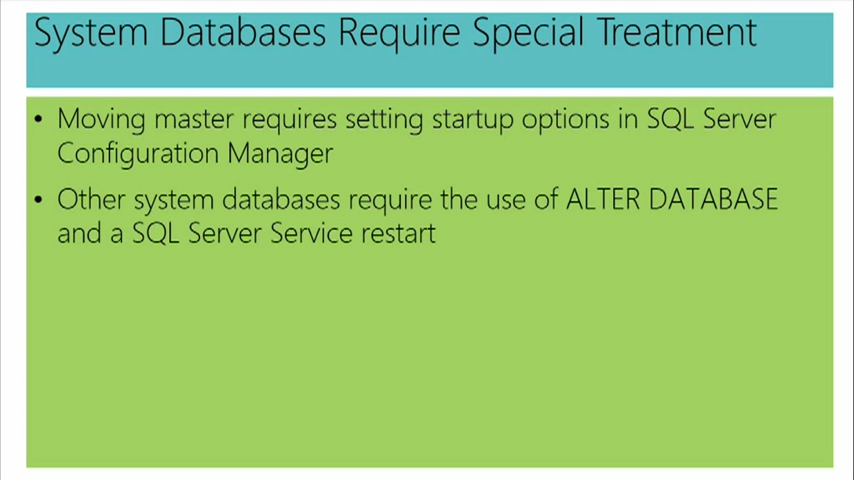 System Databases Require Special Treatment
• Moving master requires setting startup options in SQL Server
Configuration Manager
• Other system databases require the use of ALTER DATABASE
and a SQL Server Service restart